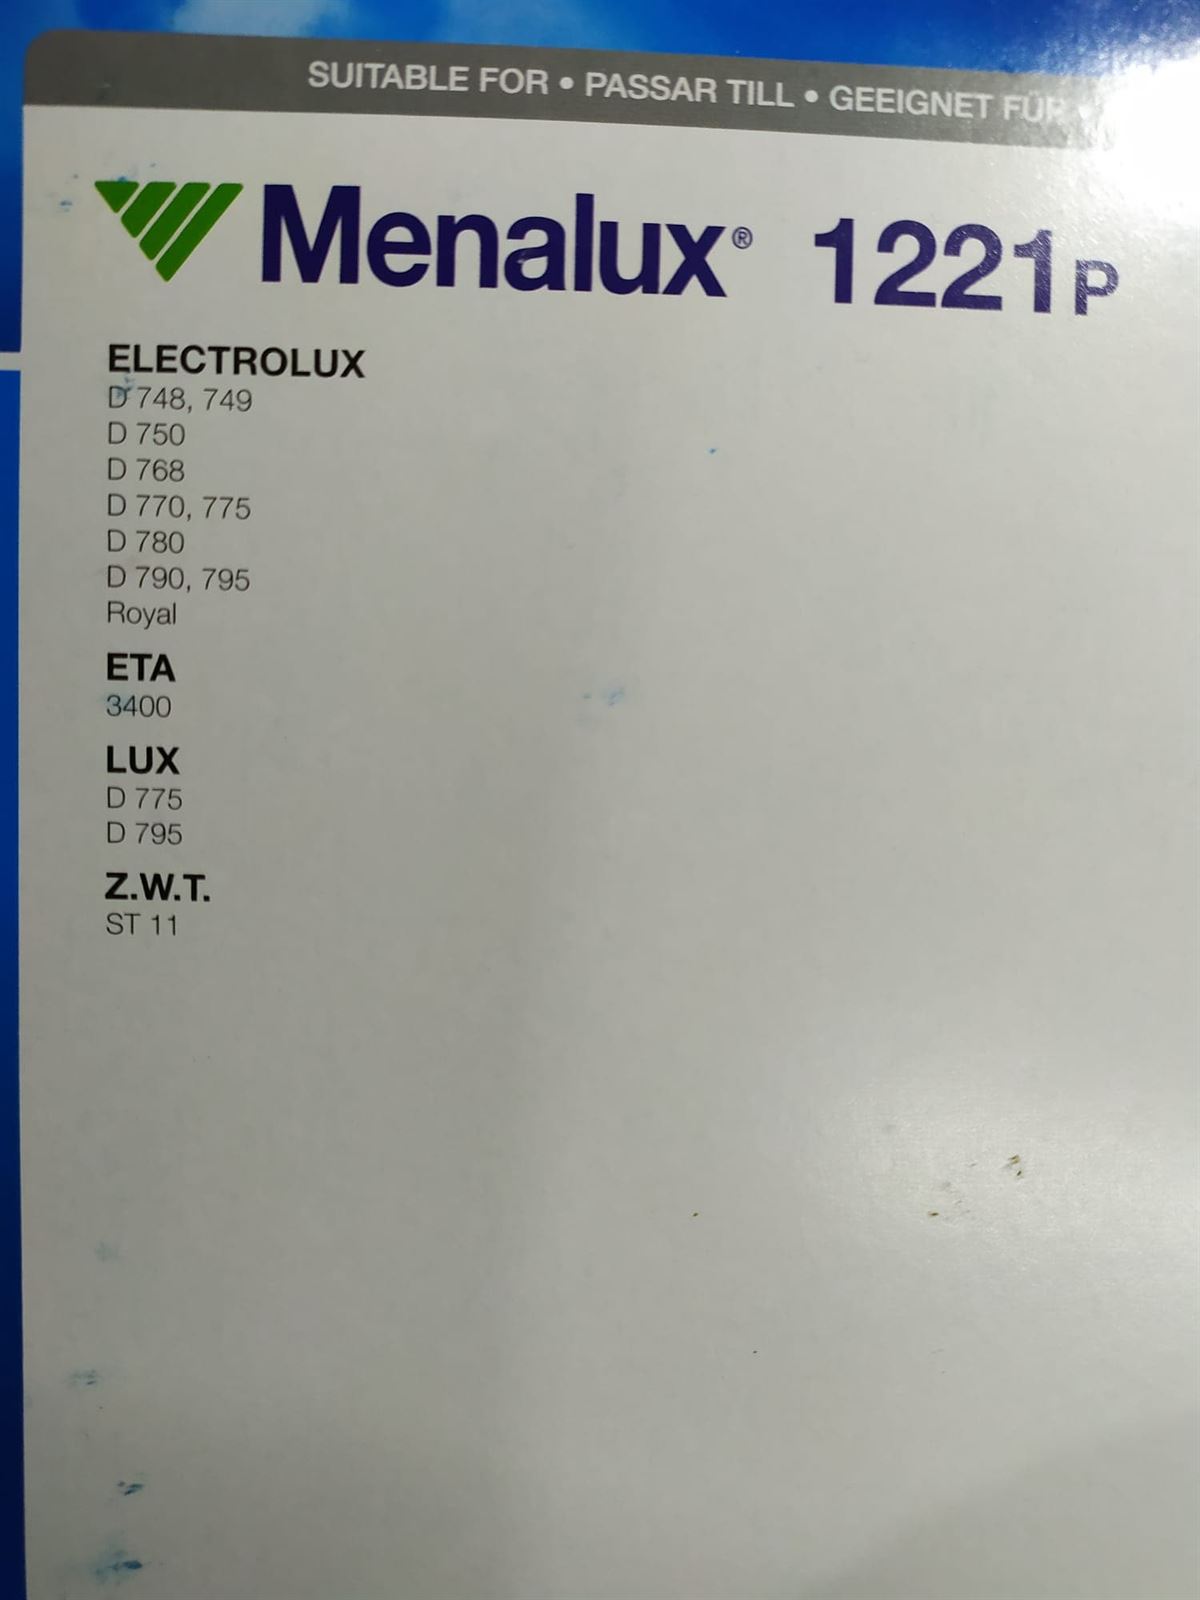 SUITABLE FOR • PASSAR TILL • GEEIGNET FÜR •
Menalux® 1221P
ELECTROLUX
D 748, 749
D 750
D 768
D 770, 775
D 780
D 790, 795
Royal
ETA
3400
LUX
D 775
D 795
Z.W.T.
ST 11